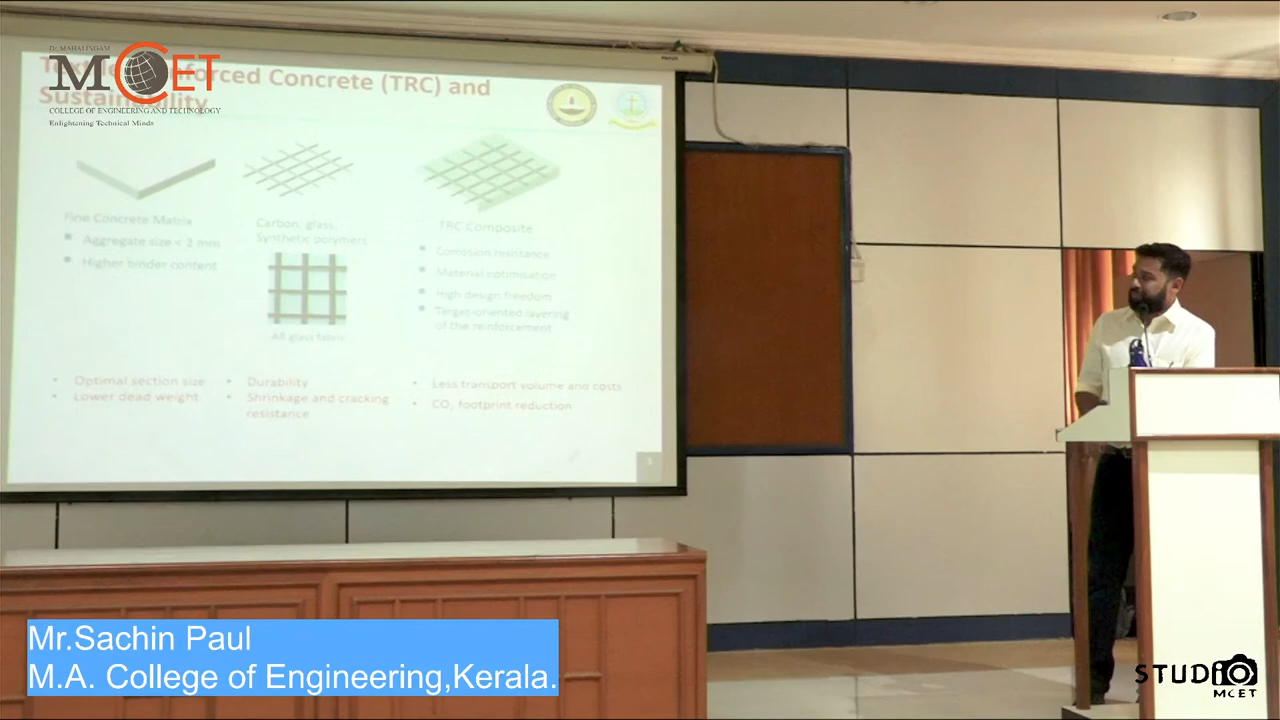 Dr. MAHALINGAM
MCET
COLLEGE OF ENGINEERING AND TECHNOLOGY
Enlightening Technical Minds
Concrete (TRC) and
Sustainability
Fine Concrete Matrix
Aggregate size < 2 mm
Higher binder content
Carbon, glass,
Synthetic polymers
AR glass fabric
TRC Composite
Corrosion resistance
Material optimisation
High design freedom
Target-oriented layering
of the reinforcement
• Optimal section size
• Lower dead weight
• Durability
• Shrinkage and cracking
resistance
• Less transport volume and costs
• CO₂ footprint reduction
3
Mr.Sachin Paul
M.A. College of Engineering,Kerala.
STUDIO
MCET